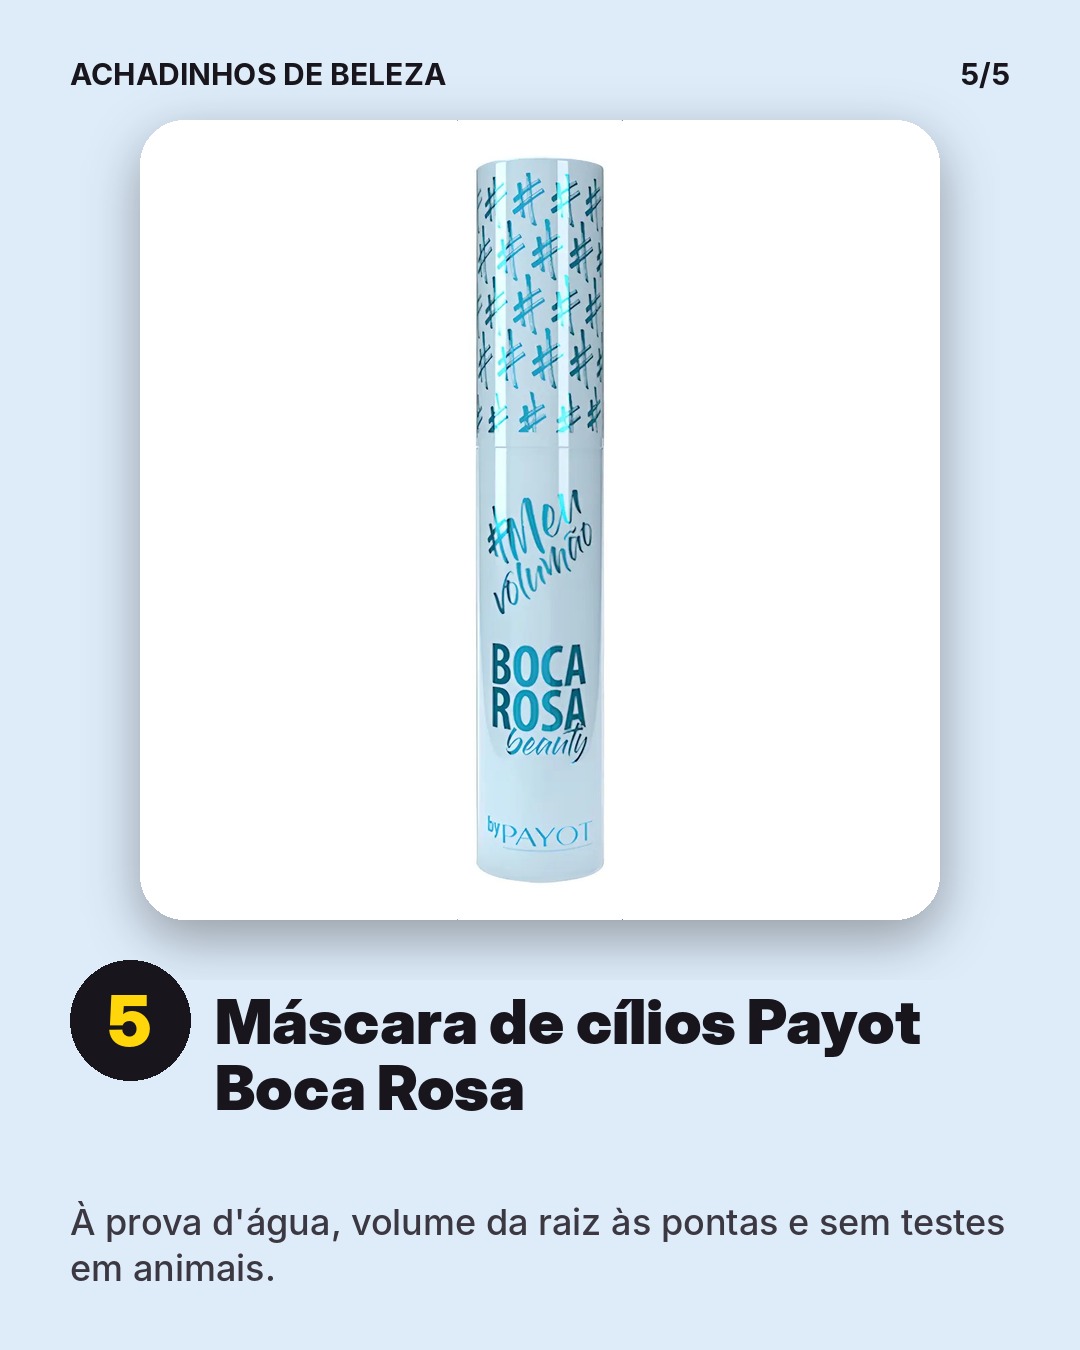 ACHADINHOS DE BELEZA
5/5
#Meu
volumão
BOCA
ROSA
beauty
by PAYOT
5
Máscara de cílios Payot
Boca Rosa
À prova d'água, volume da raiz às pontas e sem testes
em animais.